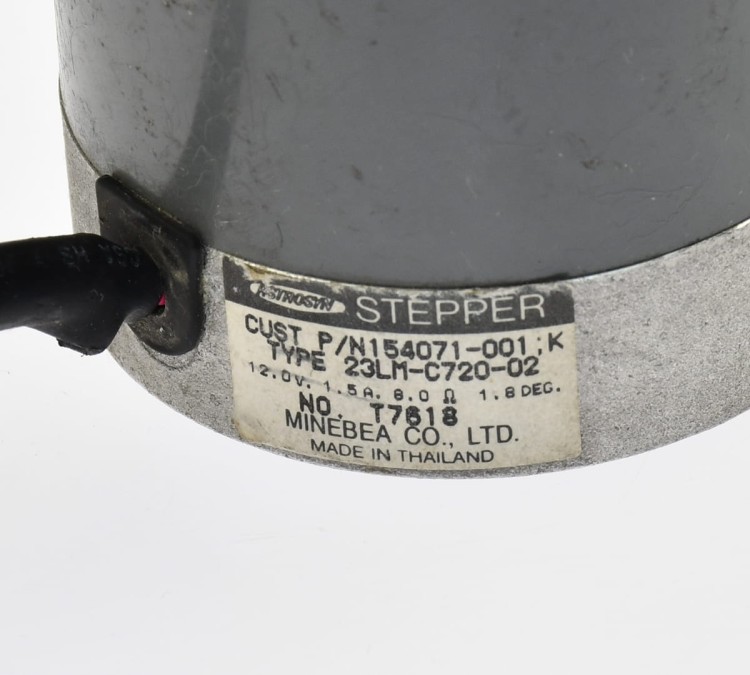 ASTROSYN STEPPER
CUST P/N154071-001;K
TYPE 23LM-C720-02
12.0V. 1.5A. 8.0 Ω 1.8 DEG.
NO. T7618
MINEBEA CO., LTD.
MADE IN THAILAND